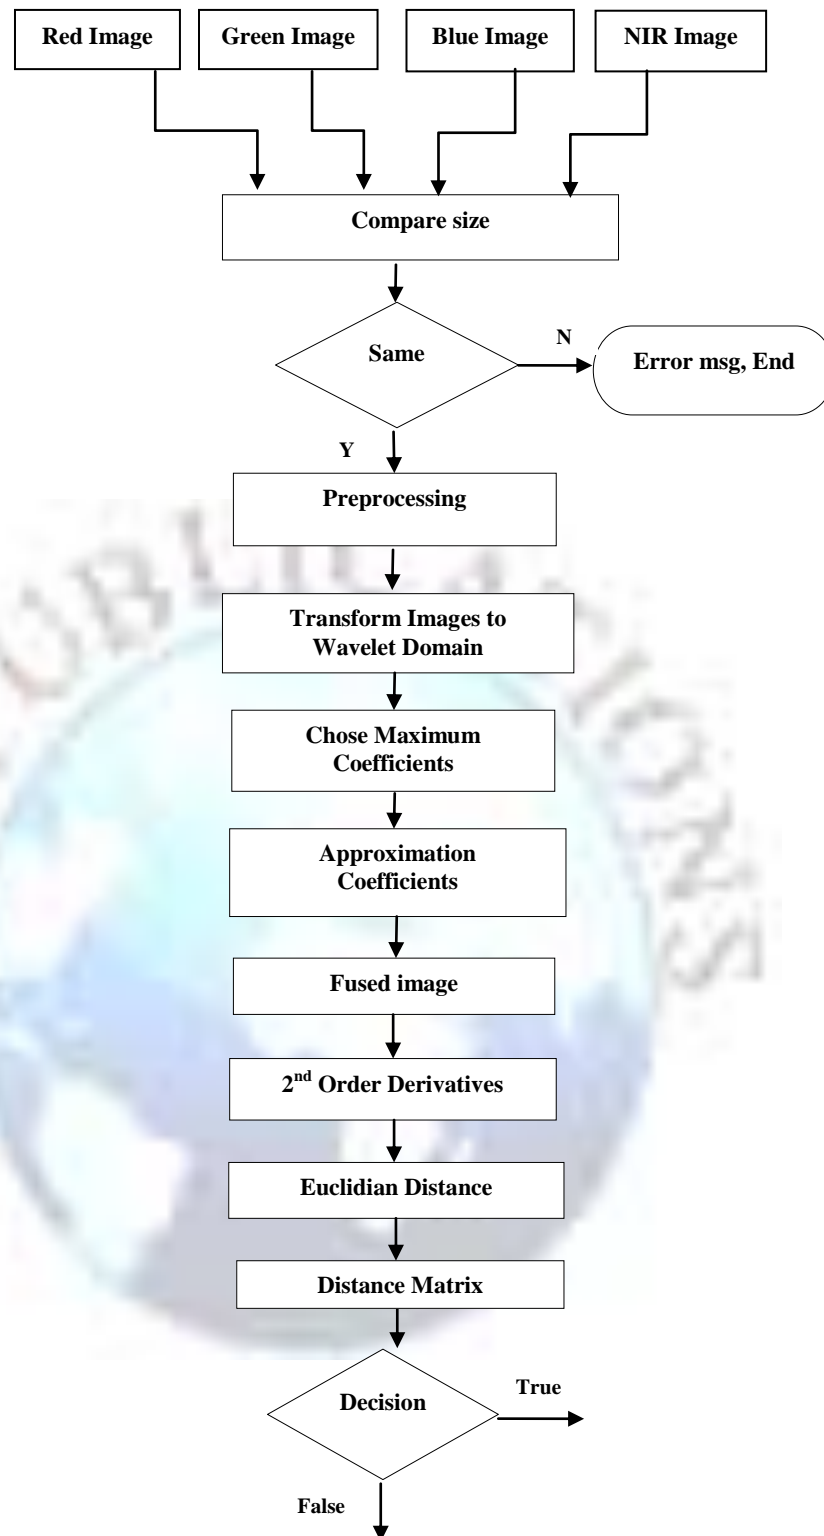 Red Image
Green Image
Blue Image
NIR Image
Compare size
Same
N
Error msg, End
Y
Preprocessing
Transform Images to
Wavelet Domain
Chose Maximum
Coefficients
Approximation
Coefficients
Fused image
2nd Order Derivatives
Euclidian Distance
Distance Matrix
Decision
True
False